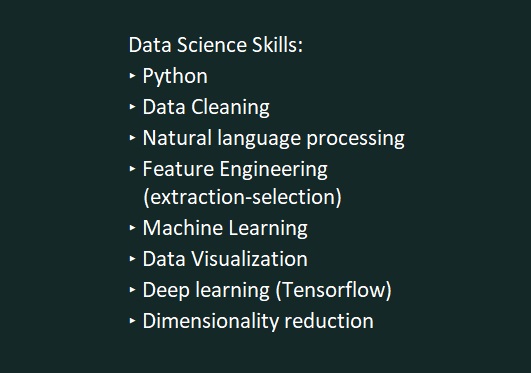 Data Science Skills:
‣ Python
‣ Data Cleaning
‣ Natural language processing
‣ Feature Engineering
(extraction-selection)
‣ Machine Learning
‣ Data Visualization
‣ Deep learning (Tensorflow)
‣ Dimensionality reduction